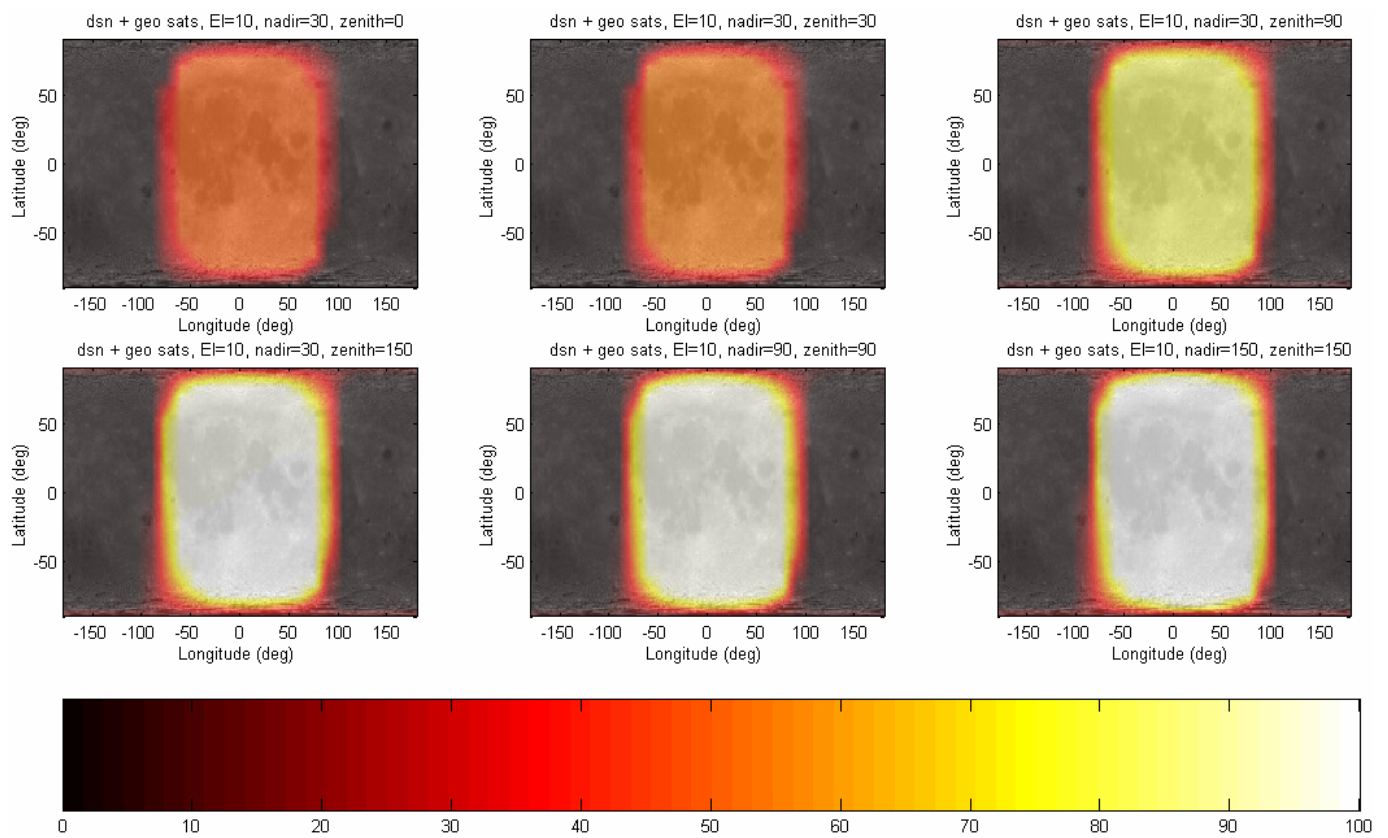 dsn + geo sats, El=10, nadir=30, zenith=0
dsn + geo sats, El=10, nadir=30, zenith=30
dsn + geo sats, El=10, nadir=30, zenith=90
Latitude (deg)
50
0
-50
-150 -100 -50 0 50 100 150
Longitude (deg)
Latitude (deg)
50
0
-50
-150 -100 -50 0 50 100 150
Longitude (deg)
Latitude (deg)
50
0
-50
-150 -100 -50 0 50 100 150
Longitude (deg)
dsn + geo sats, El=10, nadir=30, zenith=150
dsn + geo sats, El=10, nadir=90, zenith=90
dsn + geo sats, El=10, nadir=150, zenith=150
Latitude (deg)
50
0
-50
-150 -100 -50 0 50 100 150
Longitude (deg)
Latitude (deg)
50
0
-50
-150 -100 -50 0 50 100 150
Longitude (deg)
Latitude (deg)
50
0
-50
-150 -100 -50 0 50 100 150
Longitude (deg)
0 10 20 30 40 50 60 70 80 90 100